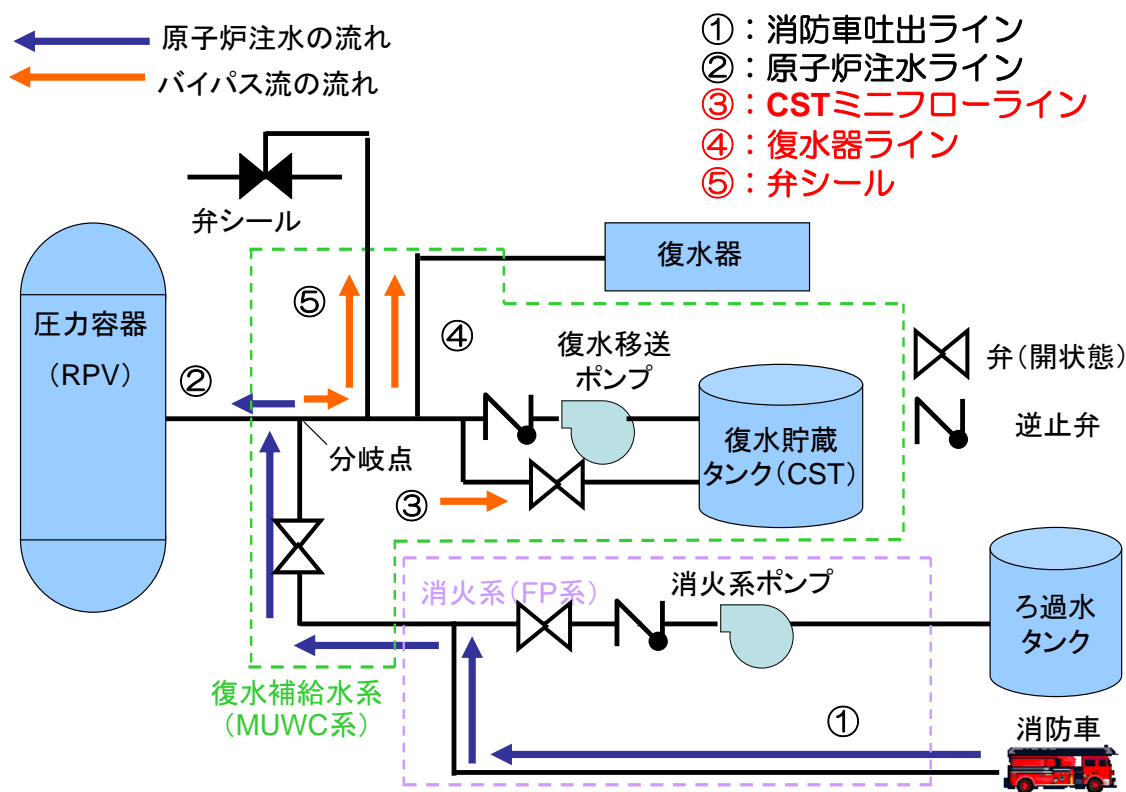 原子炉注水の流れ
バイパス流の流れ
①：消防車吐出ライン
②：原子炉注水ライン
③：CSTミニフローライン
④：復水器ライン
⑤：弁シール
弁シール
復水器
圧力容器
(RPV)
⑤
④
②
復水移送
ポンプ
弁(開状態)
逆止弁
分岐点
復水貯蔵
タンク(CST)
③
消火系(FP系)
消火系ポンプ
ろ過水
タンク
復水補給水系
(MUWC系)
①
消防車